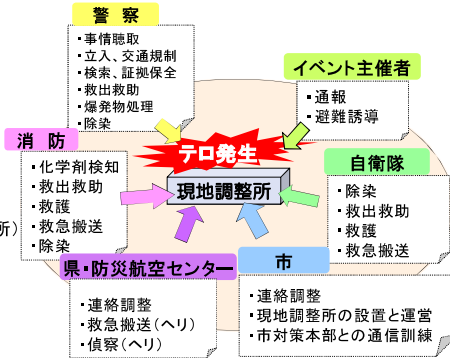 警 察
・事情聴取
・立入、交通規制
・検索、証拠保全
・救出救助
・爆発物処理
・除染
イベント主催者
・通報
・避難誘導
テロ発生
現地調整所
消 防
・化学剤検知
・救出救助
・救護
・救急搬送
・除染
所)
自衛隊
・除染
・救出救助
・救護
・救急搬送
県・防災航空センター
・連絡調整
・救急搬送(ヘリ)
・偵察(ヘリ)
市
・連絡調整
・現地調整所の設置と運営
・市対策本部との通信訓練